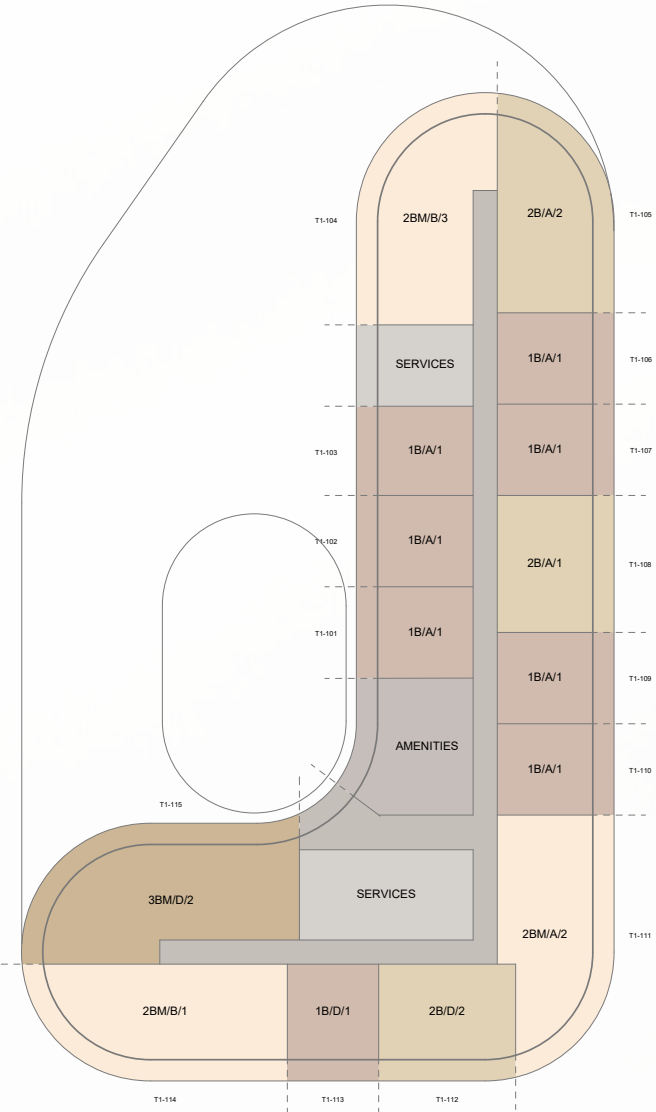 T1-104
2BM/B/3
2B/A/2
T1-105
SERVICES
1B/A/1
T1-106
T1-103
1B/A/1
1B/A/1
T1-107
T1-102
1B/A/1
2B/A/1
T1-108
T1-101
1B/A/1
1B/A/1
T1-109
AMENITIES
1B/A/1
T1-110
T1-115
3BM/D/2
SERVICES
2BM/A/2
T1-111
2BM/B/1
1B/D/1
2B/D/2
T1-114
T1-113
T1-112